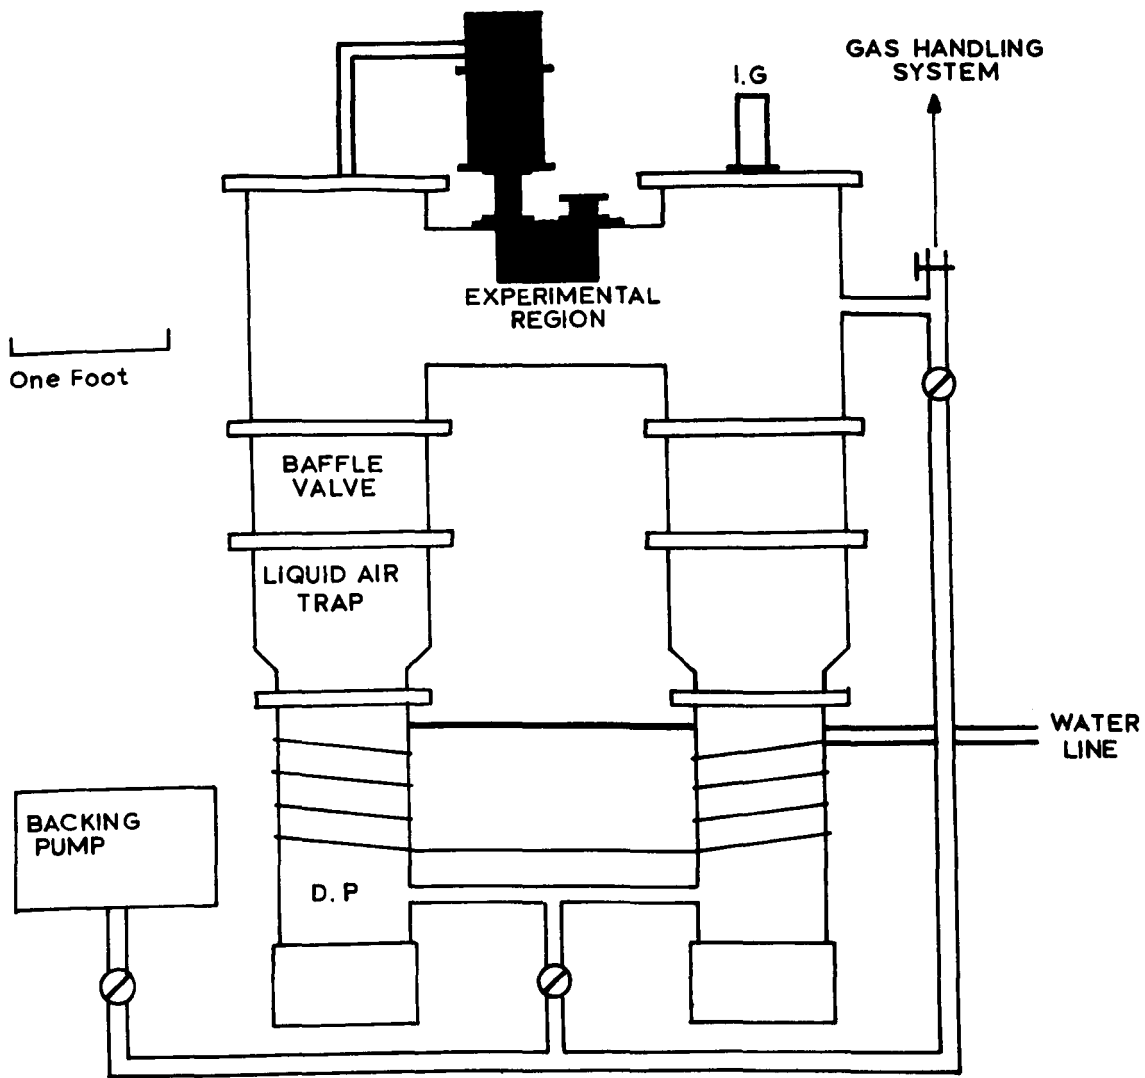 GAS HANDLING
SYSTEM
I.G
EXPERIMENTAL
REGION
One Foot
BAFFLE
VALVE
LIQUID AIR
TRAP
WATER
LINE
BACKING
PUMP
D.P